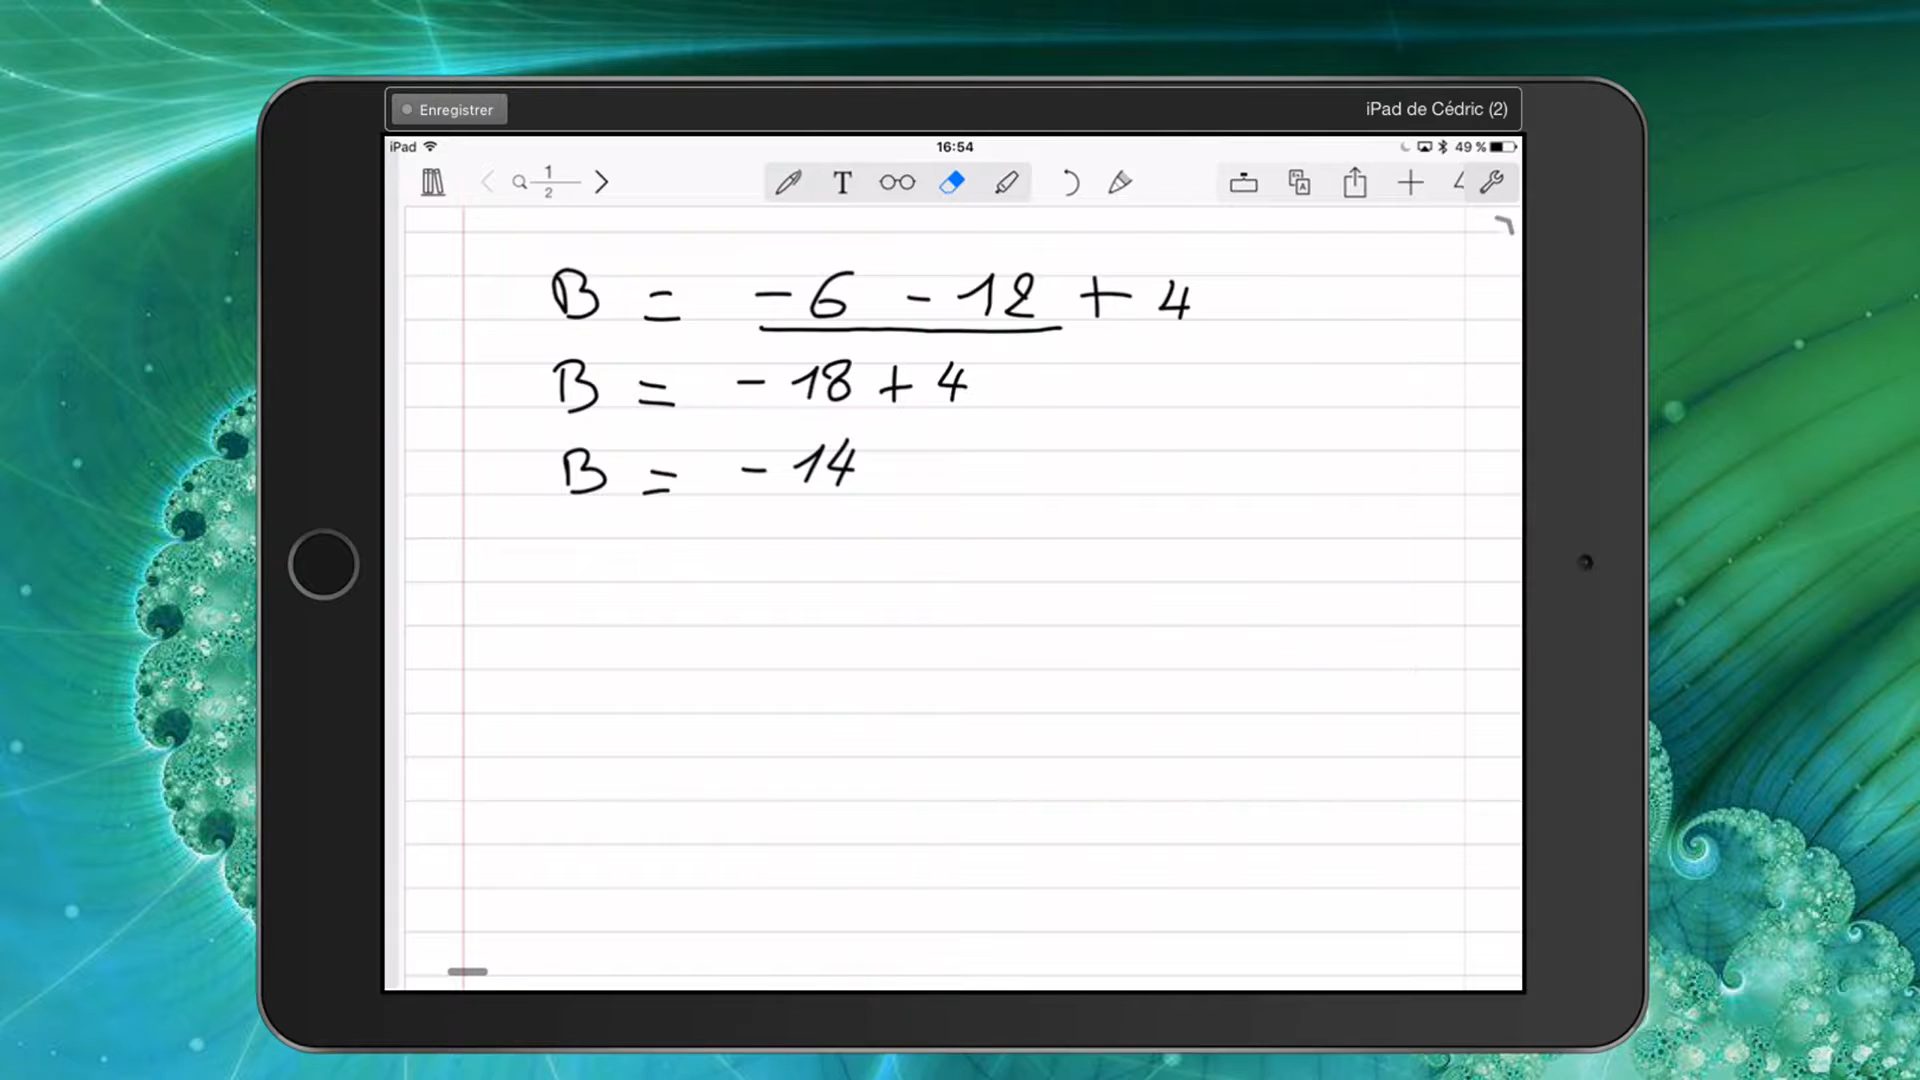 Enregistrer
iPad de Cédric (2)
iPad
16:54
49 %
1
2
T
B = -6 - 12 + 4
B = - 18 + 4
B = - 14